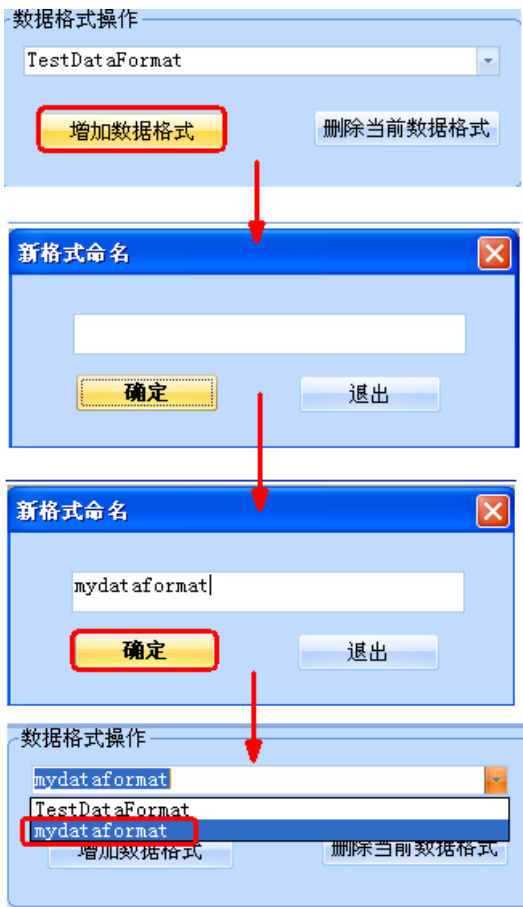 数据格式操作
TestDataFormat
增加数据格式 删除当前数据格式
新格式命名
确定 退出
新格式命名
mydataformat
确定 退出
数据格式操作
mydataformat
TestDataFormat
mydataformat
增加数据格式 删除当前数据格式